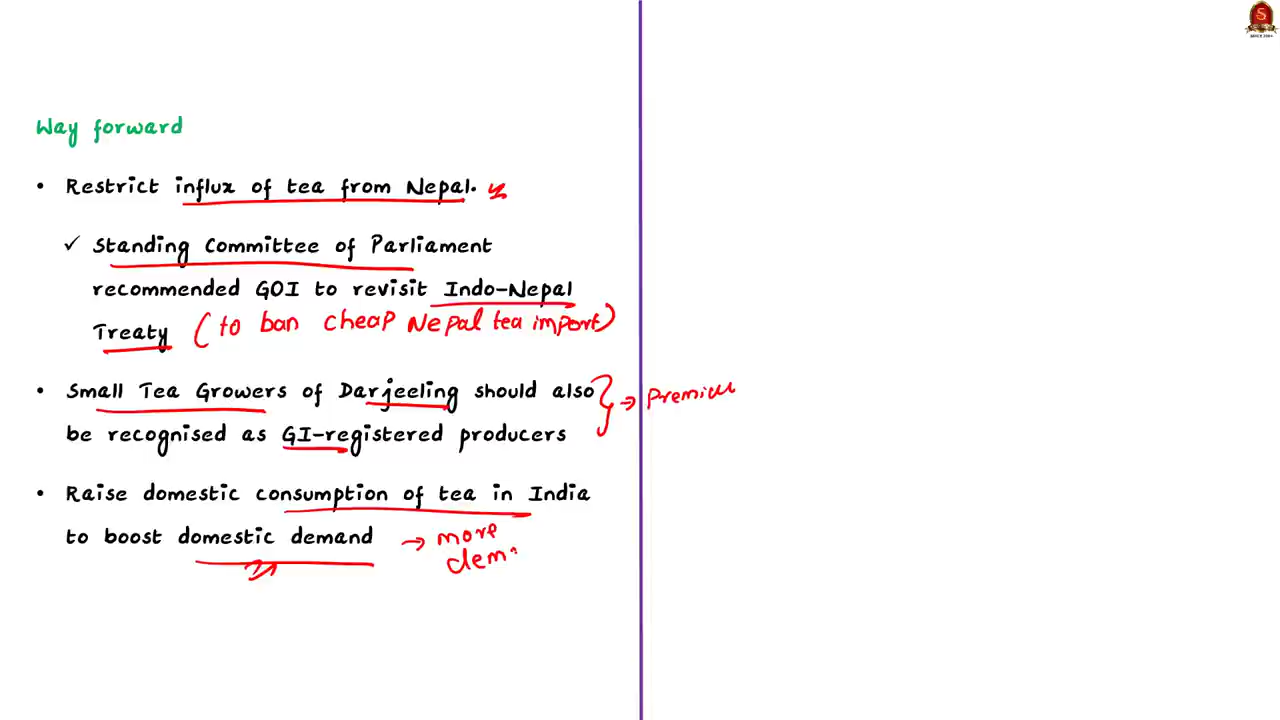 Way forward
• Restrict influx of tea from Nepal.
✓ Standing Committee of Parliament
recommended GOI to revisit Indo-Nepal
Treaty (to ban cheap Nepal tea import)
• Small Tea Growers of Darjeeling should also
be recognised as GI-registered producers
→ Premium
• Raise domestic consumption of tea in India
to boost domestic demand → more
dem
S
SINCE 2004